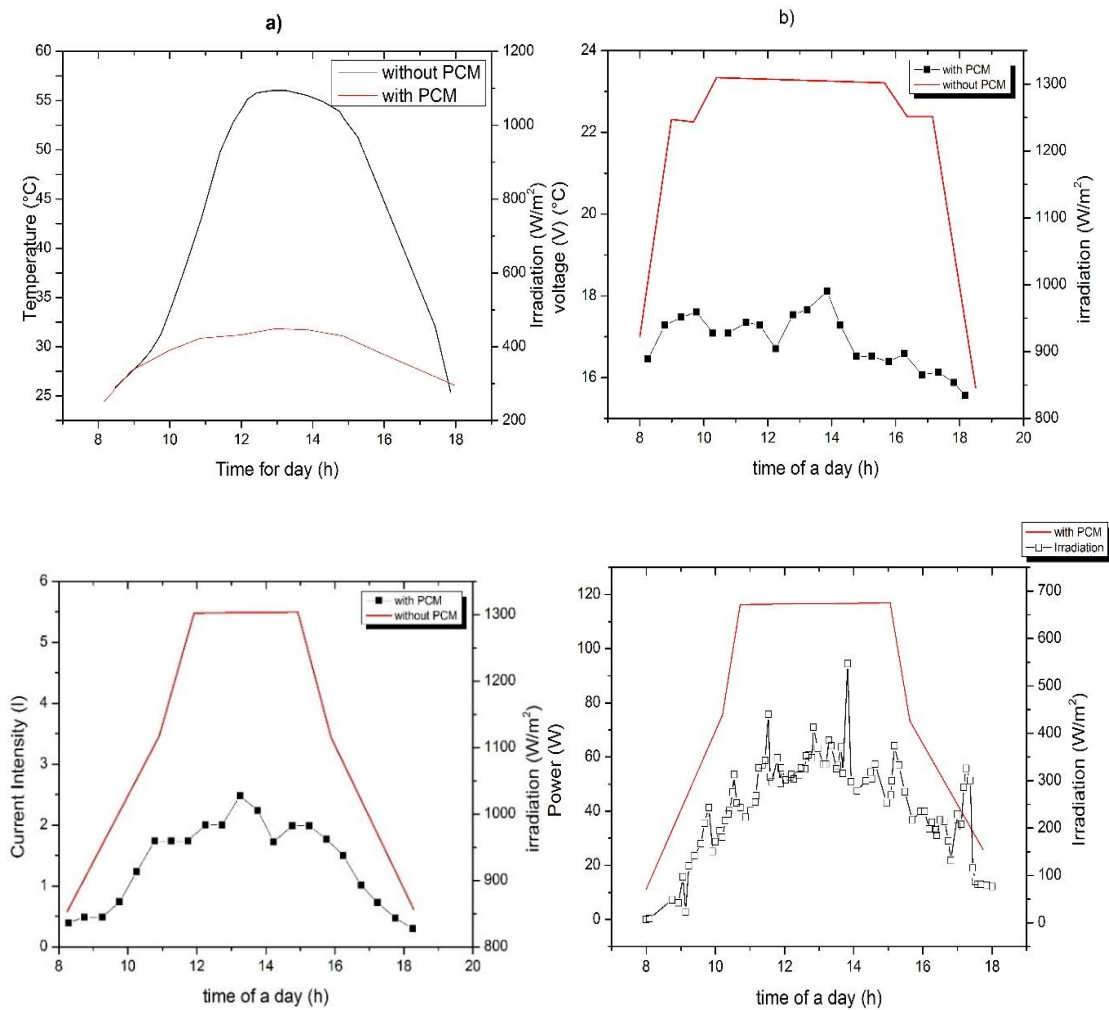 a)
60
55
50
45
40
35
30
25
Temperature (°C)
1200
1000
800
600
400
200
Irradiation (W/m²)
without PCM
with PCM
8 10 12 14 16 18
Time for day (h)
b)
24
22
20
18
16
voltage (V) (°C)
1300
1200
1100
1000
900
800
irradiation (W/m²)
with PCM
without PCM
8 10 12 14 16 18 20
time of a day (h)
6
5
4
3
2
1
0
Current Intensity (I)
1300
1200
1100
1000
900
800
irradiation (W/m²)
with PCM
without PCM
8 10 12 14 16 18 20
time of a day (h)
with PCM
Irradiation
120
100
80
60
40
20
0
Power (W)
700
600
500
400
300
200
100
0
Irradiation (W/m²)
8 10 12 14 16 18
time of a day (h)